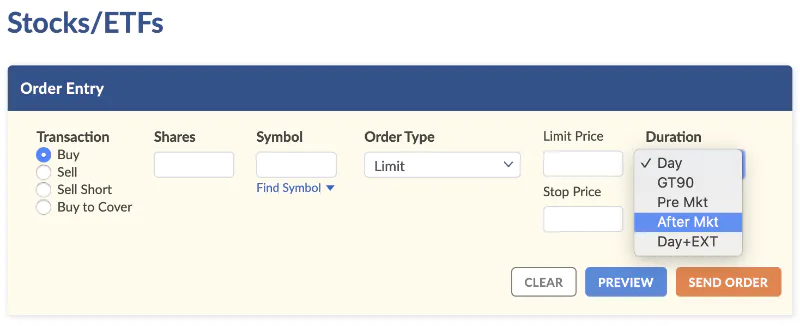 Stocks/ETFs
Order Entry
Transaction
Buy
Sell
Sell Short
Buy to Cover
Shares
Symbol
Find Symbol
Order Type
Limit
Limit Price
Stop Price
Duration
Day
GT90
Pre Mkt
After Mkt
Day+EXT
CLEAR
PREVIEW
SEND ORDER